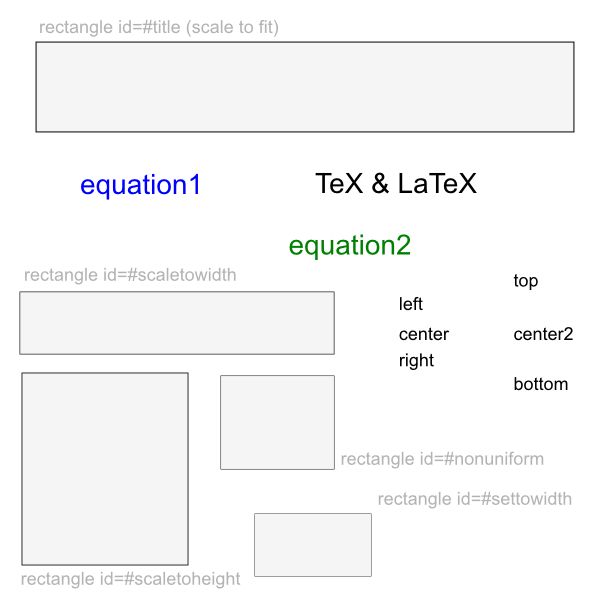 rectangle id=#title (scale to fit)
equation1
TeX & LaTeX
equation2
rectangle id=#scaletowidth
top
left
center
center2
right
bottom
rectangle id=#nonuniform
rectangle id=#settowidth
rectangle id=#scaletoheight